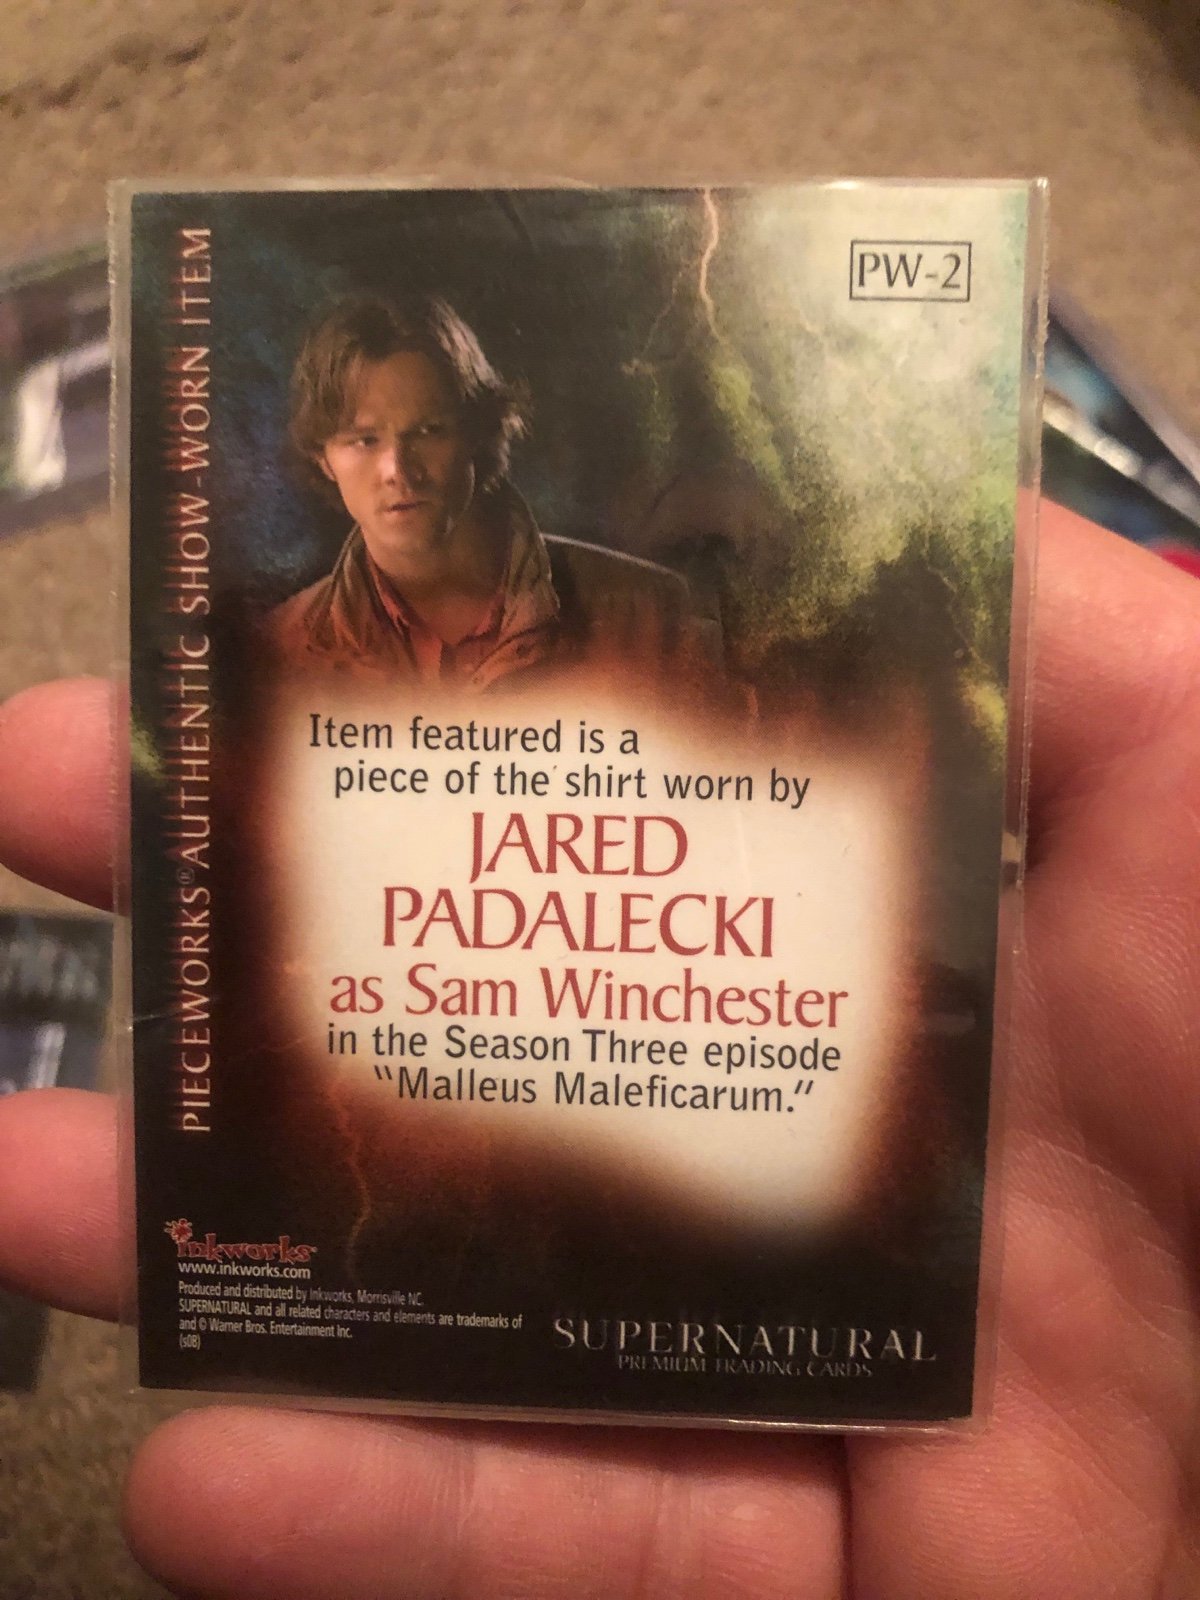 PIECEWORKS® AUTHENTIC SHOW-WORN ITEM
PW-2
Item featured is a
piece of the shirt worn by
JARED
PADALECKI
as Sam Winchester
in the Season Three episode
"Malleus Maleficarum."
inkworks
www.inkworks.com
Produced and distributed by Inkworks, Morrisville NC.
SUPERNATURAL and all related characters and elements are trademarks of
and © Warner Bros. Entertainment Inc.
(s08)
SUPERNATURAL
PREMIUM TRADING CARDS